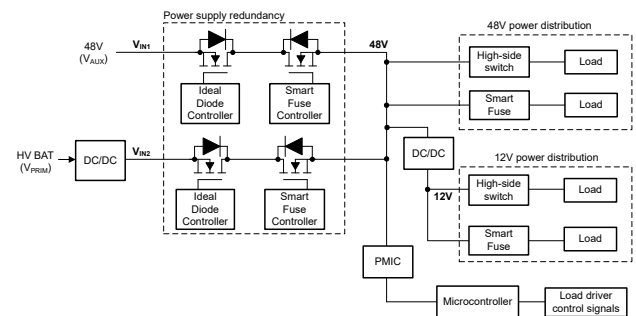 Power supply redundancy
48V
(VAUX)
VIN1
48V
Ideal
Diode
Controller
Smart
Fuse
Controller
HV BAT
(VPRIM)
DC/DC
VIN2
Ideal
Diode
Controller
Smart
Fuse
Controller
48V power distribution
High-side
switch
Load
Smart
Fuse
Load
DC/DC
12V
12V power distribution
High-side
switch
Load
Smart
Fuse
Load
PMIC
Microcontroller
Load driver
control signals